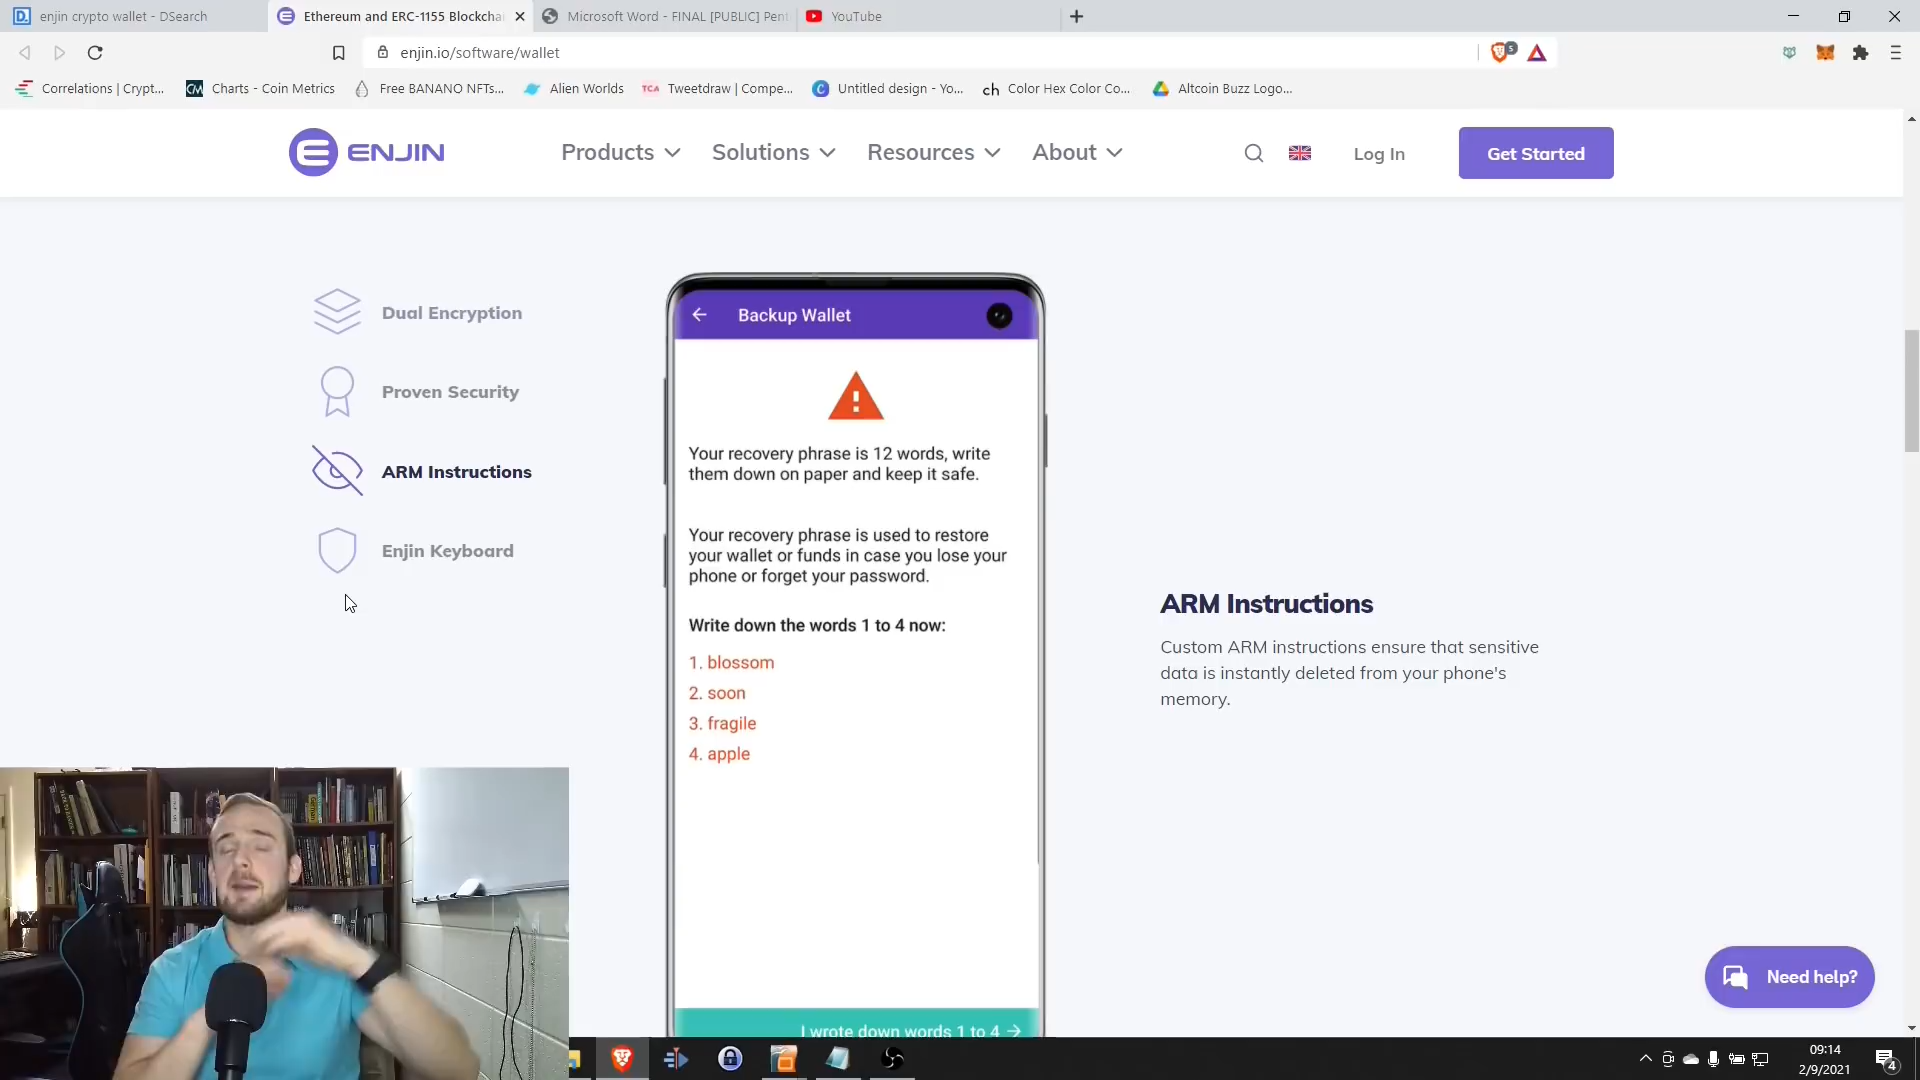 enjin crypto wallet - DSearch
Ethereum and ERC-1155 Blockcha
Microsoft Word - FINAL [PUBLIC] Pent
YouTube
enjin.io/software/wallet
5
Correlations | Crypt...
Charts - Coin Metrics
Free BANANO NFTs...
Alien Worlds
TCA
Tweetdraw | Compe...
Untitled design - Yo...
ch
Color Hex Color Co...
Altcoin Buzz Logo...
ENJIN
Products
Solutions
Resources
About
Log In
Get Started
Dual Encryption
Proven Security
ARM Instructions
Enjin Keyboard
Backup Wallet
Your recovery phrase is 12 words, write
them down on paper and keep it safe.
Your recovery phrase is used to restore
your wallet or funds in case you lose your
phone or forget your password.
Write down the words 1 to 4 now:
1. blossom
2. soon
3. fragile
4. apple
I wrote down words 1 to 4
ARM Instructions
Custom ARM instructions ensure that sensitive
data is instantly deleted from your phone's
memory.
Need help?
09:14
2/9/2021
4